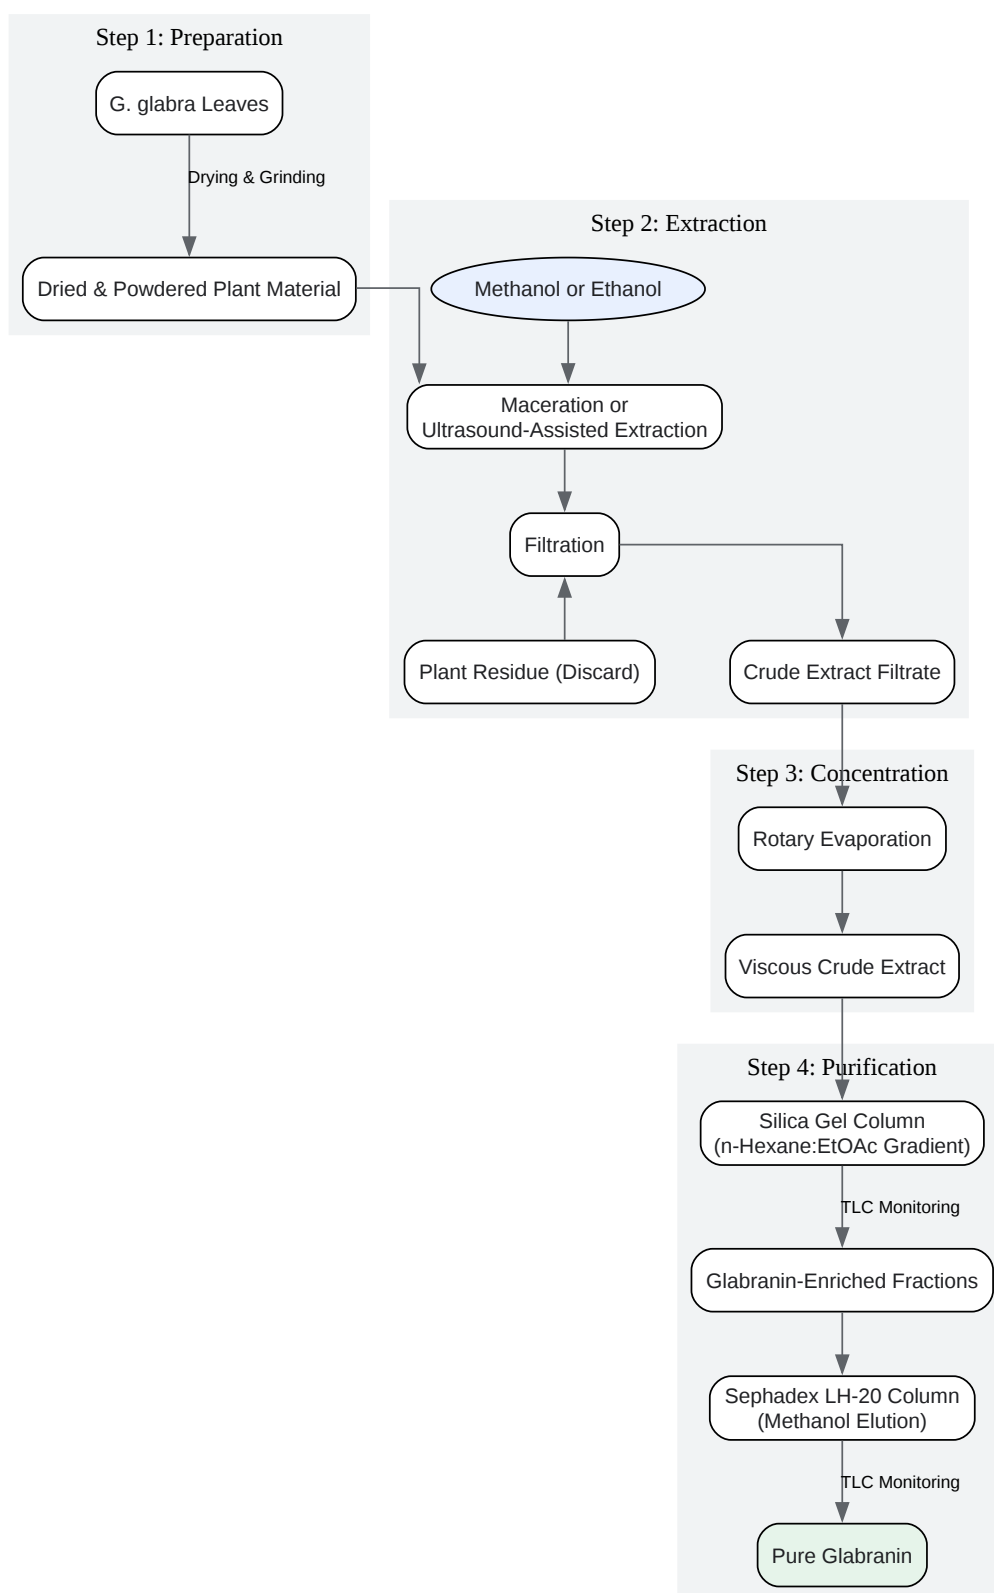 Step 1: Preparation
G. glabra Leaves
Drying & Grinding
Dried & Powdered Plant Material
Step 2: Extraction
Methanol or Ethanol
Maceration or
Ultrasound-Assisted Extraction
Filtration
Plant Residue (Discard)
Crude Extract Filtrate
Step 3: Concentration
Rotary Evaporation
Viscous Crude Extract
Step 4: Purification
Silica Gel Column
(n-Hexane:EtOAc Gradient)
TLC Monitoring
Glabranin-Enriched Fractions
Sephadex LH-20 Column
(Methanol Elution)
TLC Monitoring
Pure Glabranin